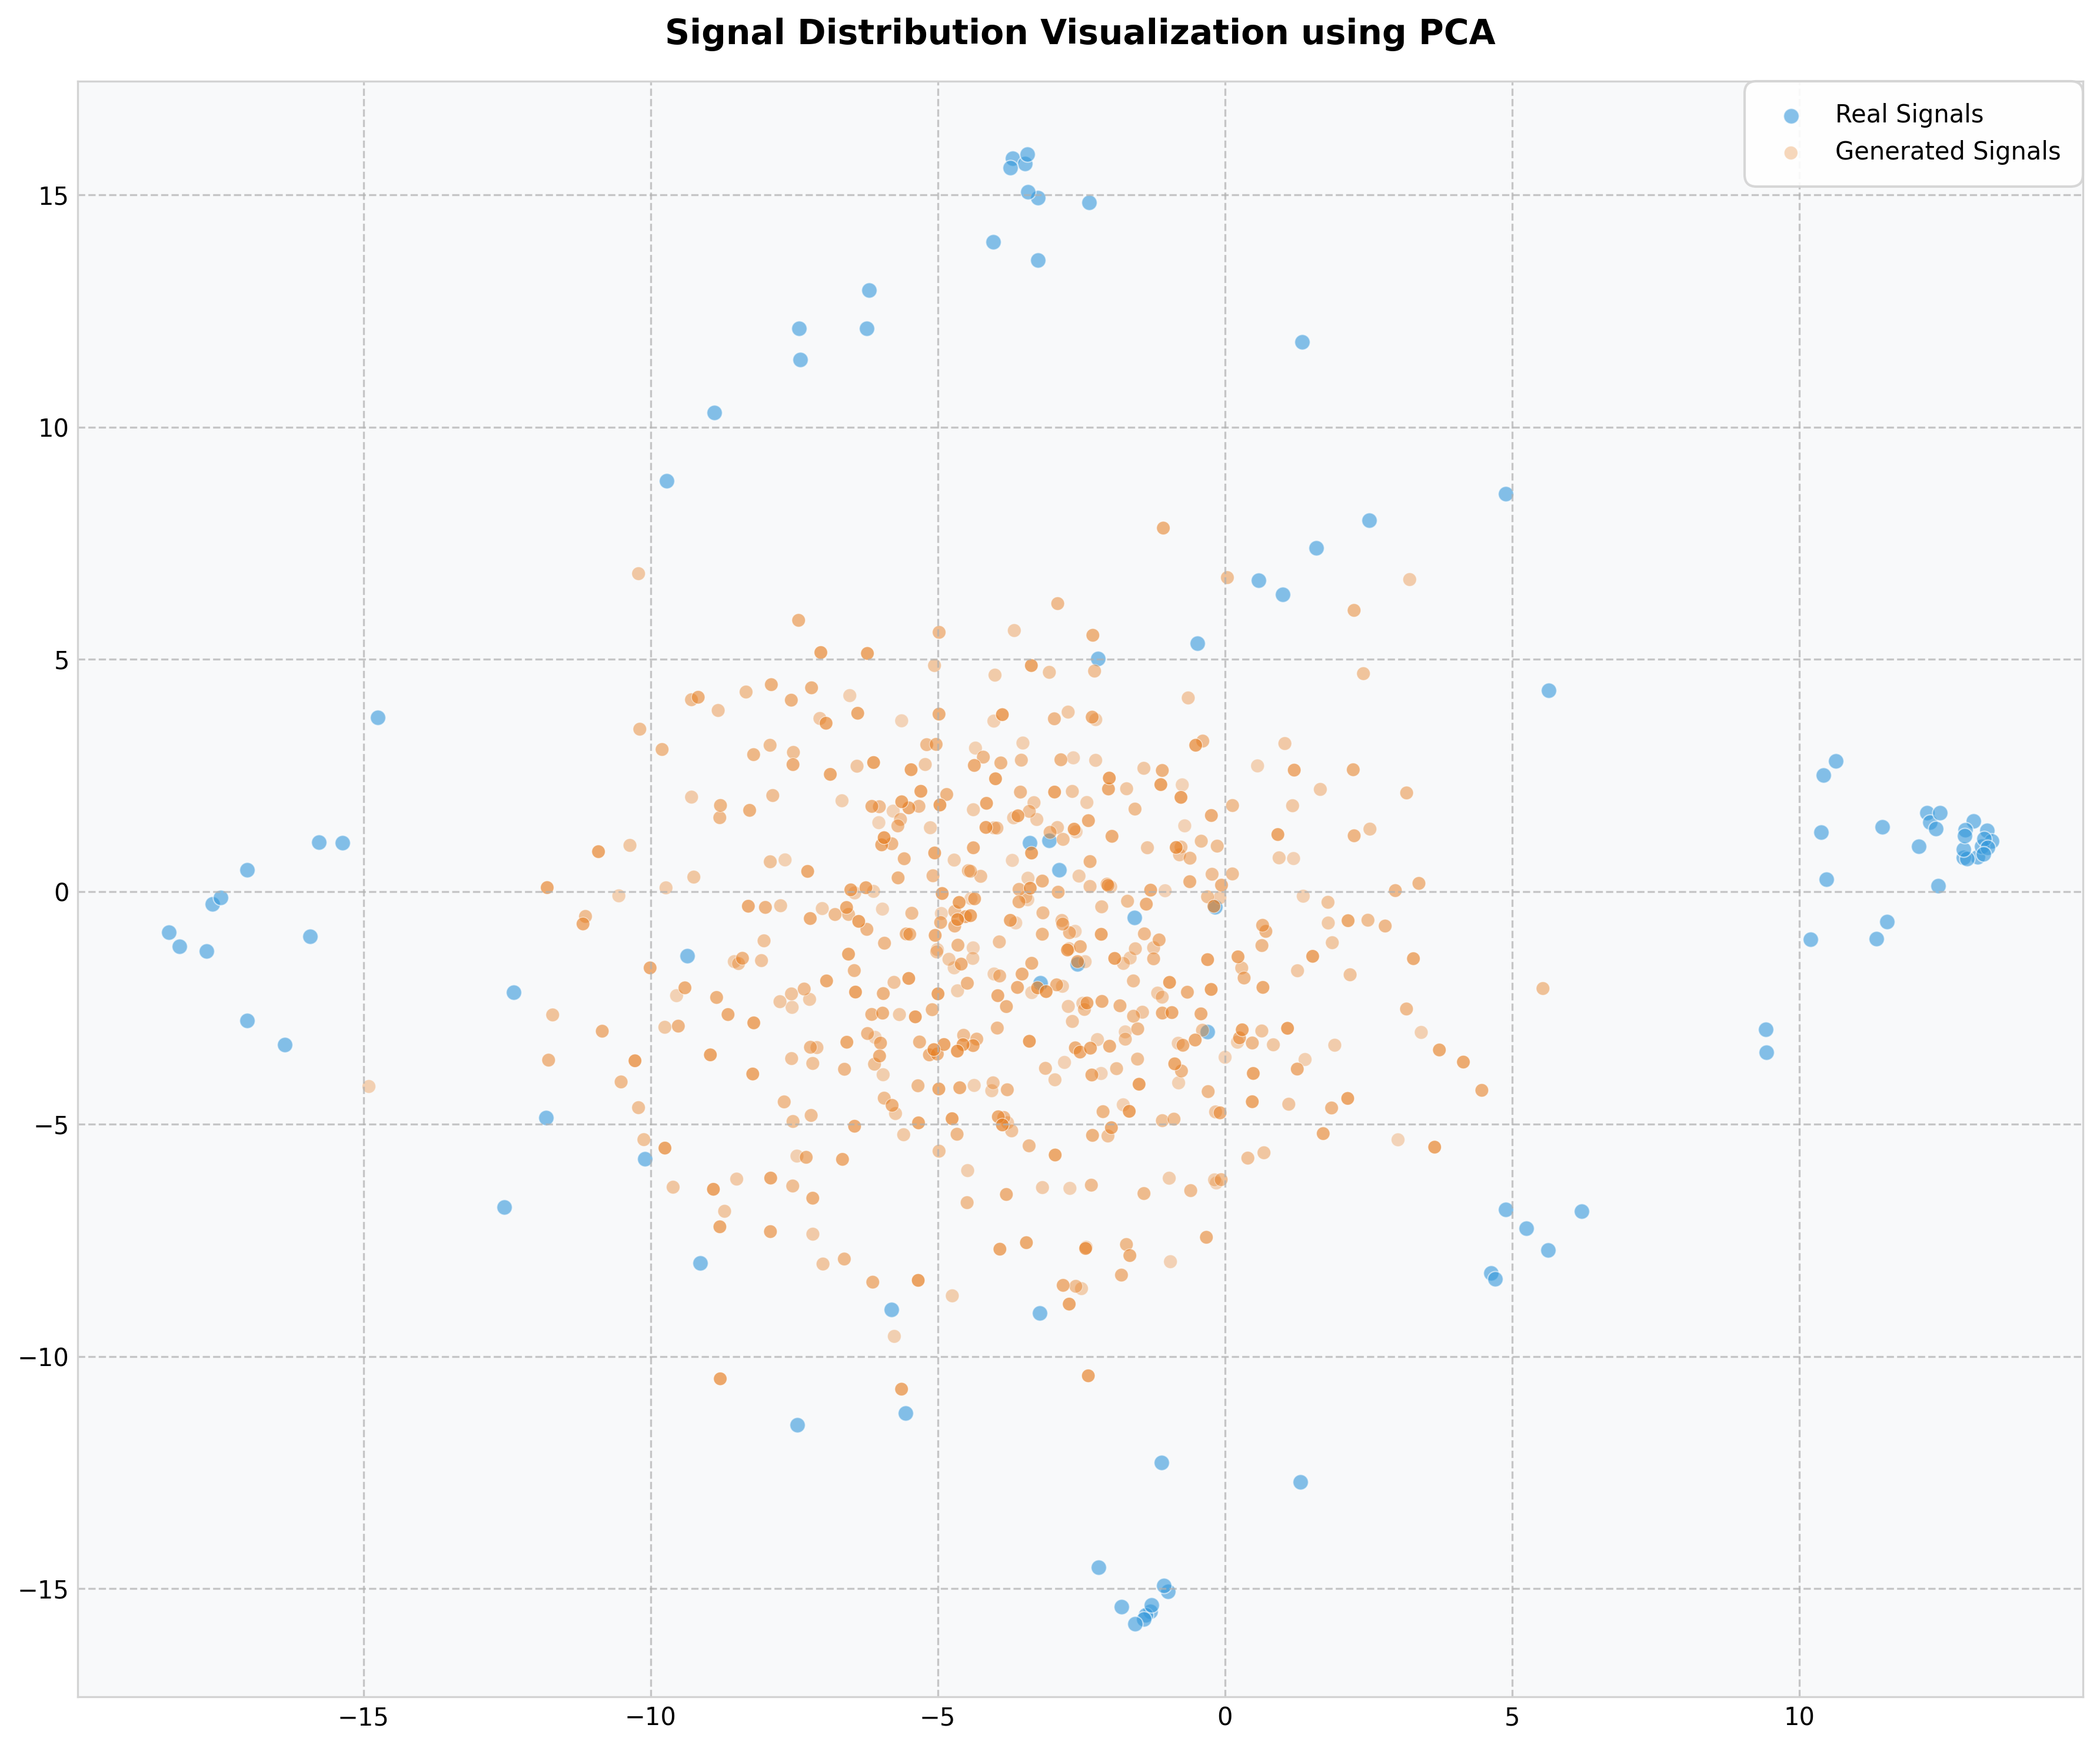 Signal Distribution Visualization using PCA
Real Signals
Generated Signals
15
10
5
0
−5
−10
−15
−15 −10 −5 0 5 10